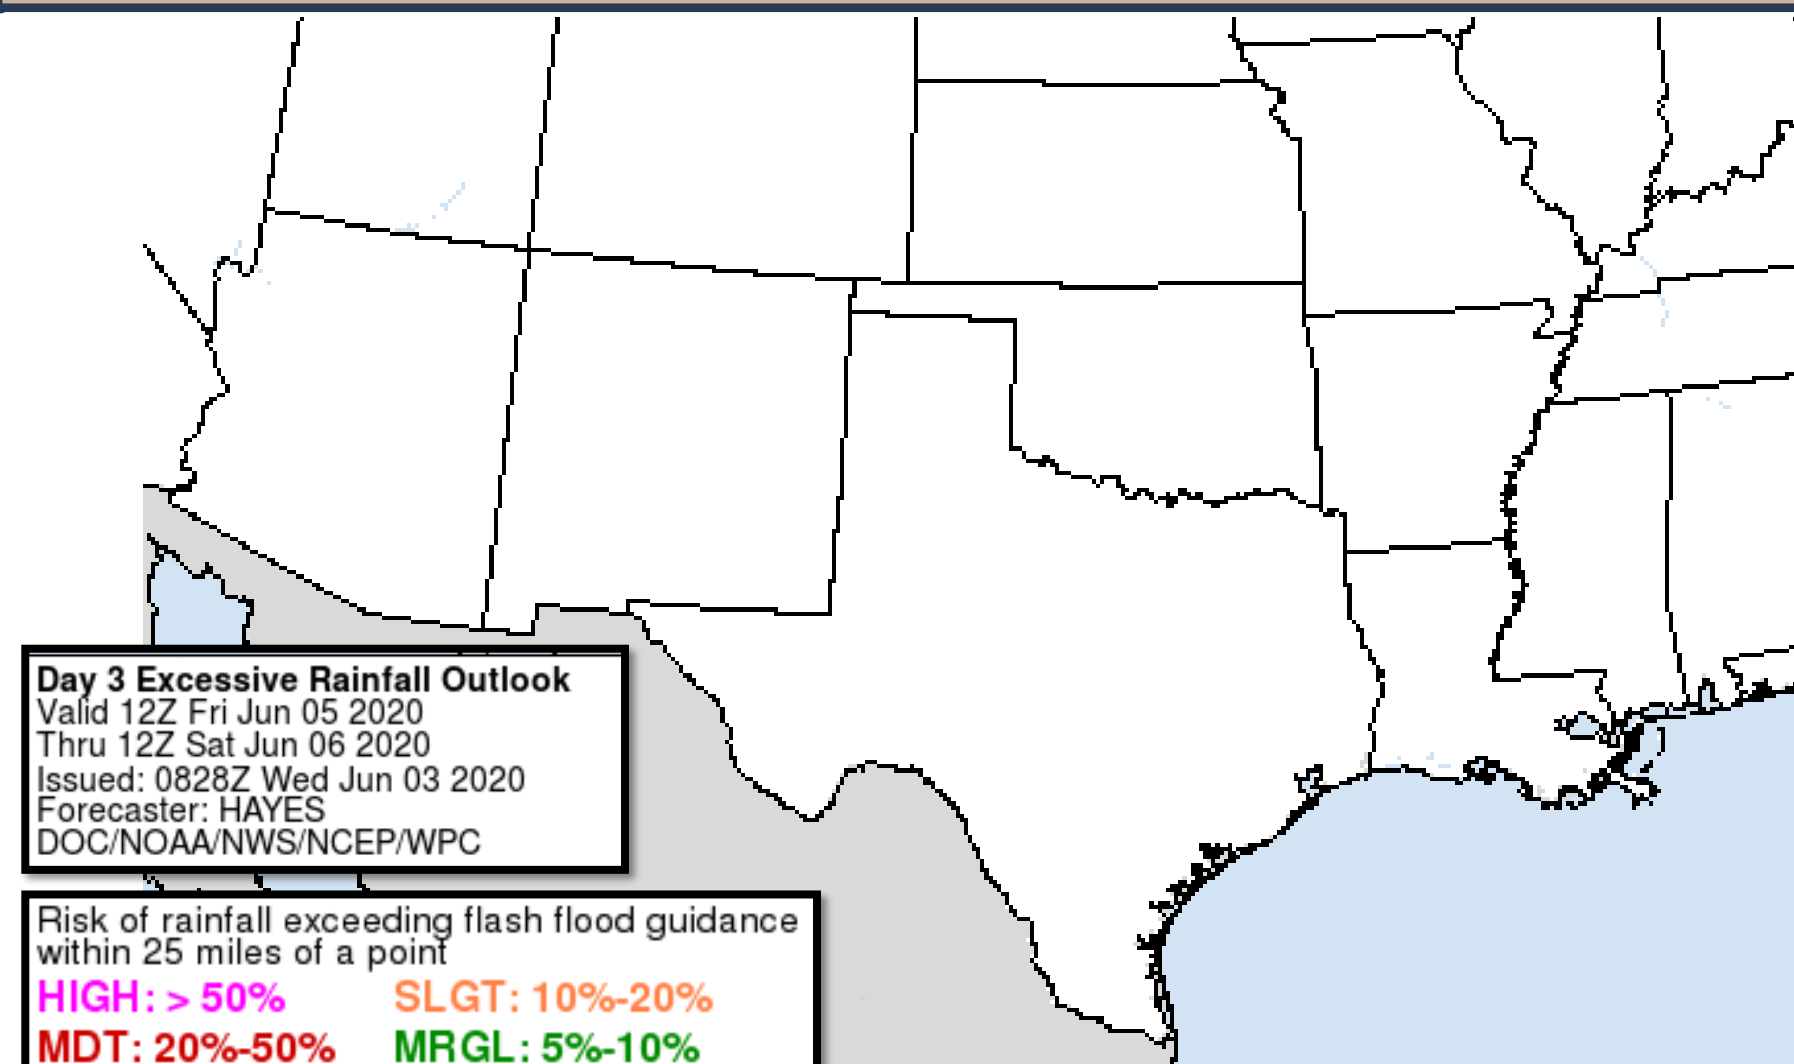 Day 3 Excessive Rainfall Outlook
Valid 12Z Fri Jun 05 2020
Thru 12Z Sat Jun 06 2020
Issued: 0828Z Wed Jun 03 2020
Forecaster: HAYES
DOC/NOAA/NWS/NCEP/WPC
Risk of rainfall exceeding flash flood guidance
within 25 miles of a point
HIGH: > 50% SLGT: 10%-20%
MDT: 20%-50% MRGL: 5%-10%